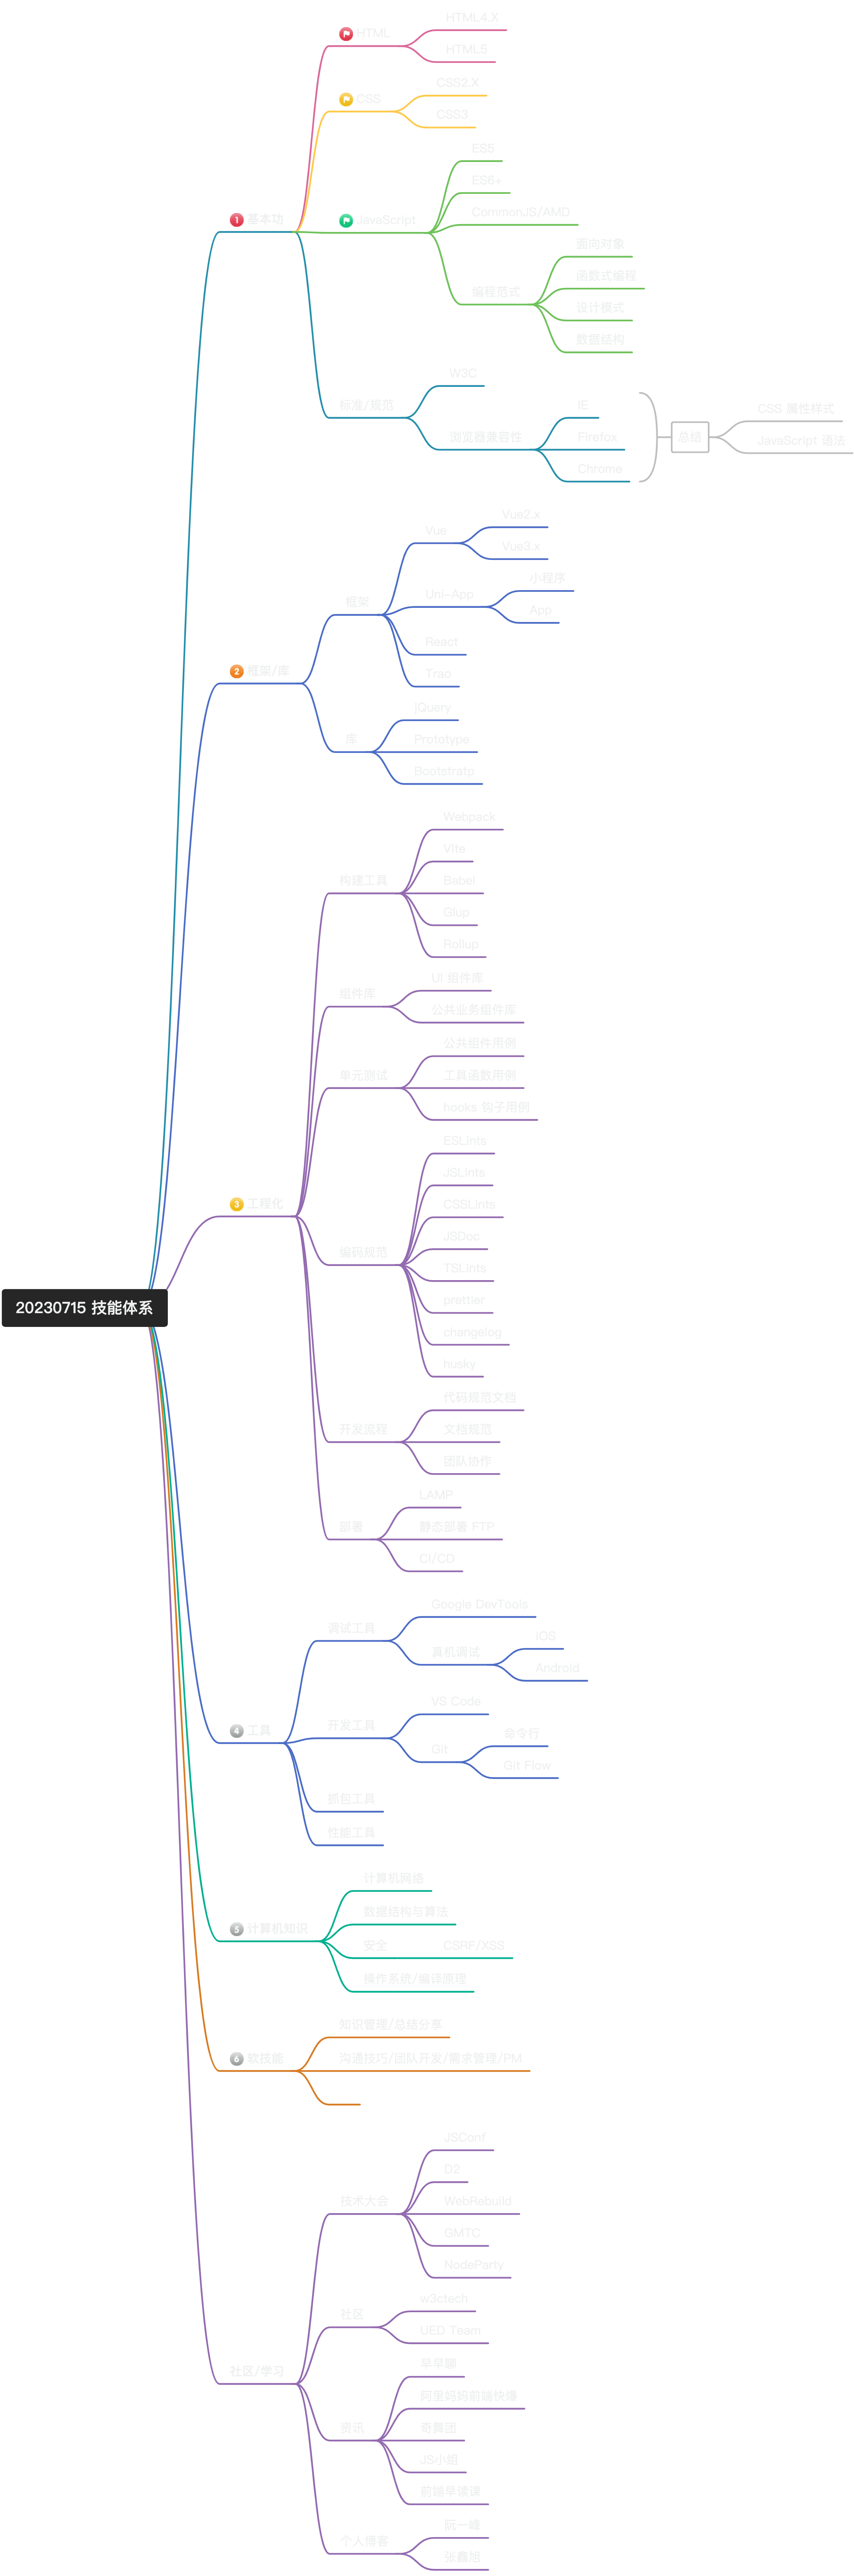 20230715 技能体系
1 基本功
HTML
HTML4.X
HTML5
CSS
CSS2.X
CSS3
JavaScript
ES5
ES6+
CommonJS/AMD
编程范式
面向对象
函数式编程
设计模式
数据结构
标准/规范
W3C
浏览器兼容性
IE
Firefox
Chrome
总结
CSS 属性样式
JavaScript 语法
2 框架/库
框架
Vue
Vue2.x
Vue3.x
Uni-App
小程序
App
React
Trao
库
jQuery
Prototype
Bootstratp
3 工程化
构建工具
Webpack
Vite
Babel
Glup
Rollup
组件库
UI 组件库
公共业务组件库
单元测试
公共组件用例
工具函数用例
hooks 钩子用例
编码规范
ESLints
JSLints
CSSLints
JSDoc
TSLints
prettier
changelog
husky
开发流程
代码规范文档
文档规范
团队协作
部署
LAMP
静态部署 FTP
CI/CD
4 工具
调试工具
Google DevTools
真机调试
IOS
Android
开发工具
VS Code
Git
命令行
Git Flow
抓包工具
性能工具
5 计算机知识
计算机网络
数据结构与算法
安全
CSRF/XSS
操作系统/编译原理
6 软技能
知识管理/总结分享
沟通技巧/团队开发/需求管理/PM
社区/学习
技术大会
JSConf
D2
WebRebuild
GMTC
NodeParty
社区
w3ctech
UED Team
资讯
早早聊
阿里妈妈前端快爆
奇舞团
JS小组
前端早读课
个人博客
阮一峰
张鑫旭